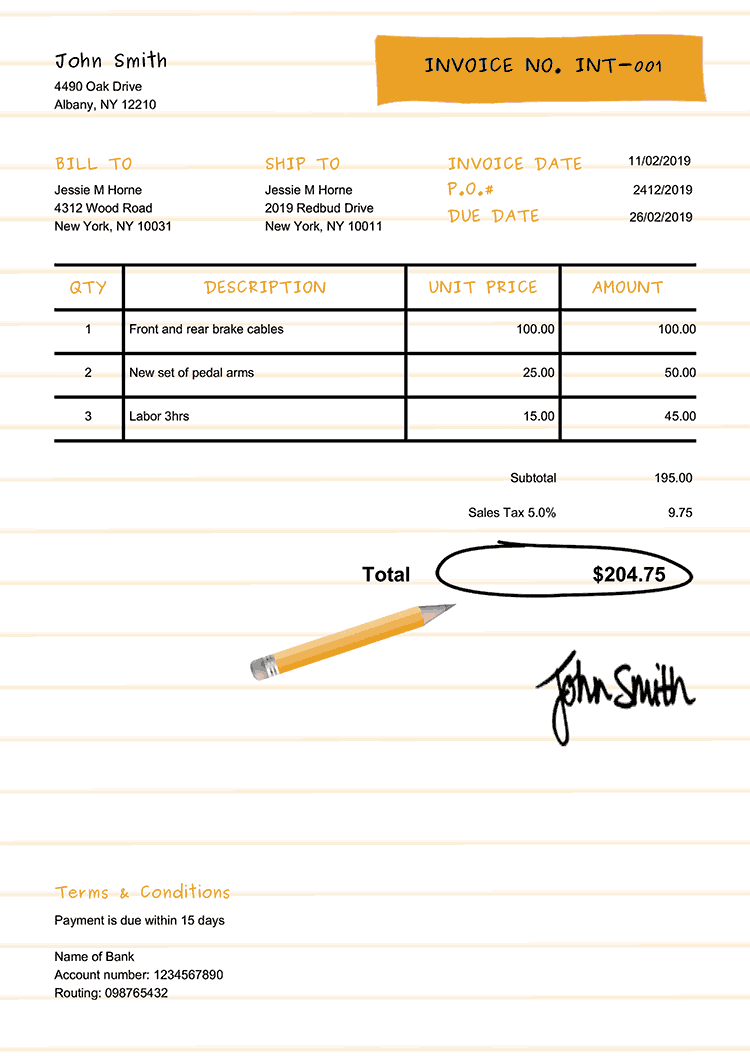 John Smith
4490 Oak Drive
Albany, NY 12210
INVOICE NO. INT-001
BILL TO
Jessie M Horne
4312 Wood Road
New York, NY 10031
SHIP TO
Jessie M Horne
2019 Redbud Drive
New York, NY 10011
INVOICE DATE 11/02/2019
P.O.# 2412/2019
DUE DATE 26/02/2019
QTY DESCRIPTION UNIT PRICE AMOUNT
1 Front and rear brake cables 100.00 100.00
2 New set of pedal arms 25.00 50.00
3 Labor 3hrs 15.00 45.00
Subtotal 195.00
Sales Tax 5.0% 9.75
Total $204.75
John Smith
Terms & Conditions
Payment is due within 15 days
Name of Bank
Account number: 1234567890
Routing: 098765432